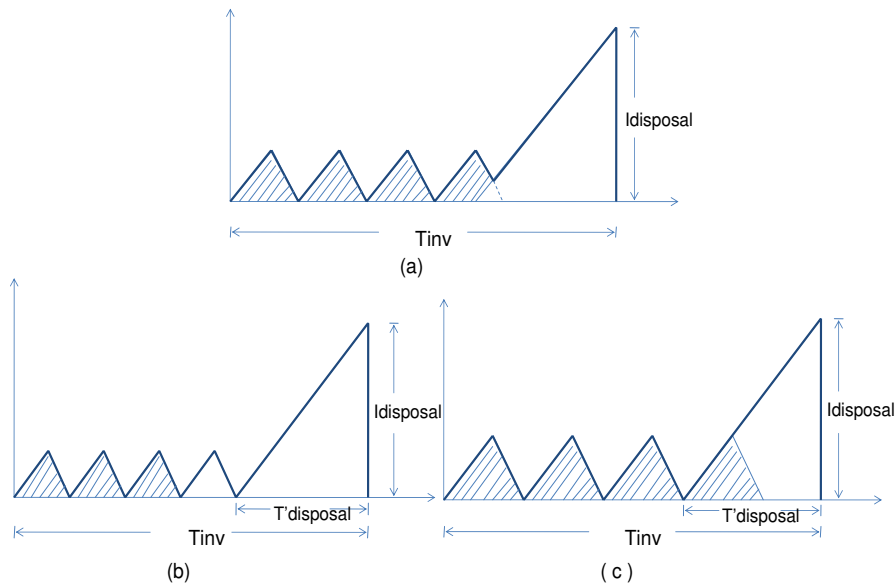 Idisposal
Tinv
(a)
Idisposal
T'disposal
Tinv
(b)
Idisposal
T'disposal
Tinv
( c )